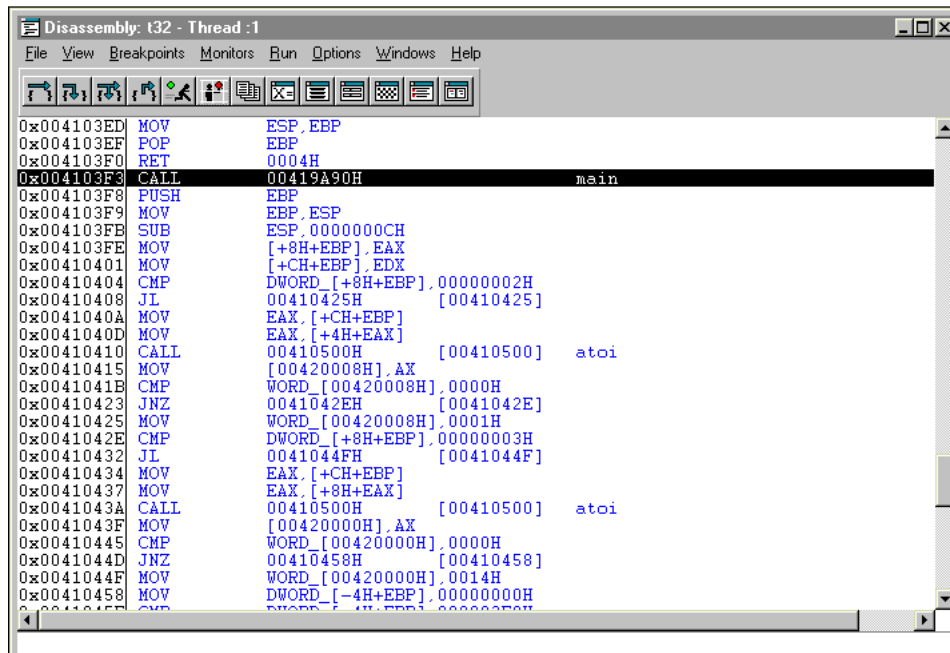 Disassembly: t32 - Thread :1
File View Breakpoints Monitors Run Options Windows Help
0x004103ED MOV ESP,EBP
0x004103EF POP EBP
0x004103F0 RET 0004H
0x004103F3 CALL 00419A90H main
0x004103F8 PUSH EBP
0x004103F9 MOV EBP,ESP
0x004103FB SUB ESP,0000000CH
0x004103FE MOV [+8H+EBP],EAX
0x00410401 MOV [+CH+EBP],EDX
0x00410404 CMP DWORD_[+8H+EBP],00000002H
0x00410408 JL 00410425H [00410425]
0x0041040A MOV EAX,[+CH+EBP]
0x0041040D MOV EAX,[+4H+EAX]
0x00410410 CALL 00410500H [00410500] atoi
0x00410415 MOV [00420008H],AX
0x0041041B CMP WORD_[00420008H],0000H
0x00410423 JNZ 0041042EH [0041042E]
0x00410425 MOV WORD_[00420008H],0001H
0x0041042E CMP DWORD_[+8H+EBP],00000003H
0x00410432 JL 0041044FH [0041044F]
0x00410434 MOV EAX,[+CH+EBP]
0x00410437 MOV EAX,[+8H+EAX]
0x0041043A CALL 00410500H [00410500] atoi
0x0041043F MOV [00420000H],AX
0x00410445 CMP WORD_[00420000H],0000H
0x0041044D JNZ 00410458H [00410458]
0x0041044F MOV WORD_[00420000H],0014H
0x00410458 MOV DWORD_[-4H+EBP],00000000H